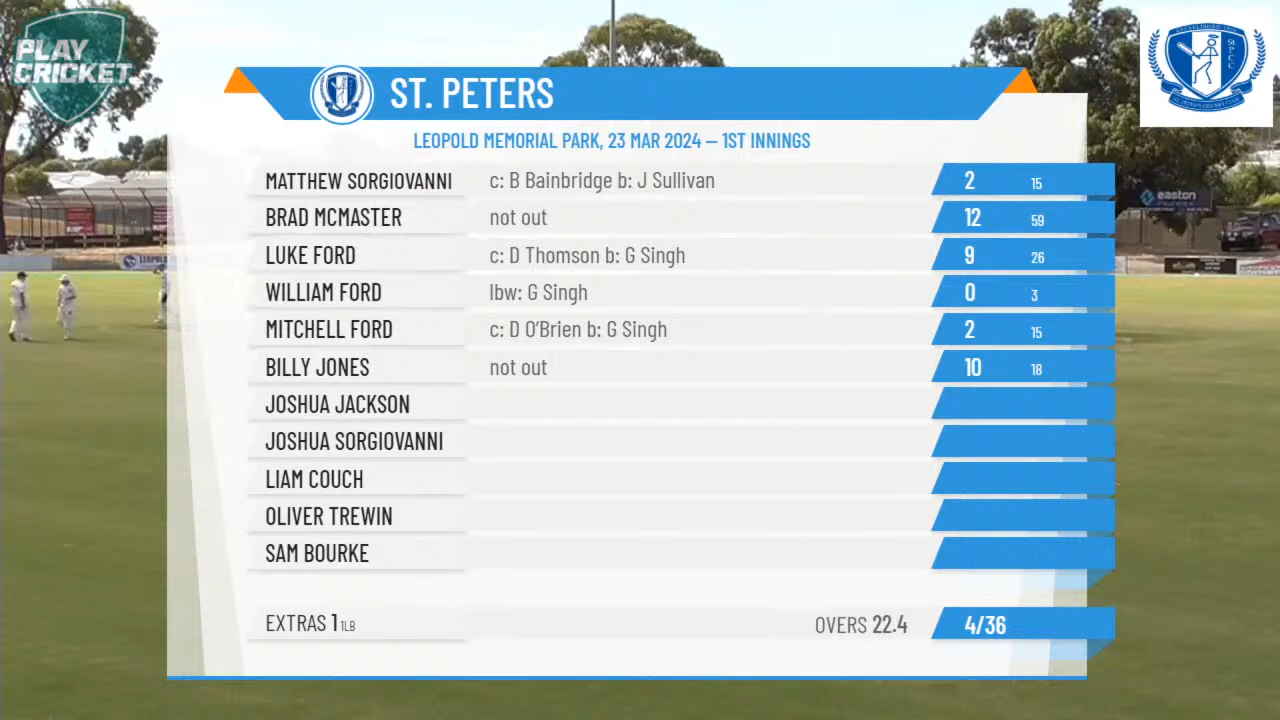 PLAY
CRICKET
ST. PETERS
LEOPOLD MEMORIAL PARK, 23 MAR 2024 – 1ST INNINGS
MATTHEW SORGIOVANNI c: B Bainbridge b: J Sullivan 2 15
BRAD MCMASTER not out 12 59
LUKE FORD c: D Thomson b: G Singh 9 26
WILLIAM FORD lbw: G Singh 0 3
MITCHELL FORD c: D O’Brien b: G Singh 2 15
BILLY JONES not out 10 18
JOSHUA JACKSON
JOSHUA SORGIOVANNI
LIAM COUCH
OLIVER TREWIN
SAM BOURKE
EXTRAS 1 1LB OVERS 22.4 4/36
easton